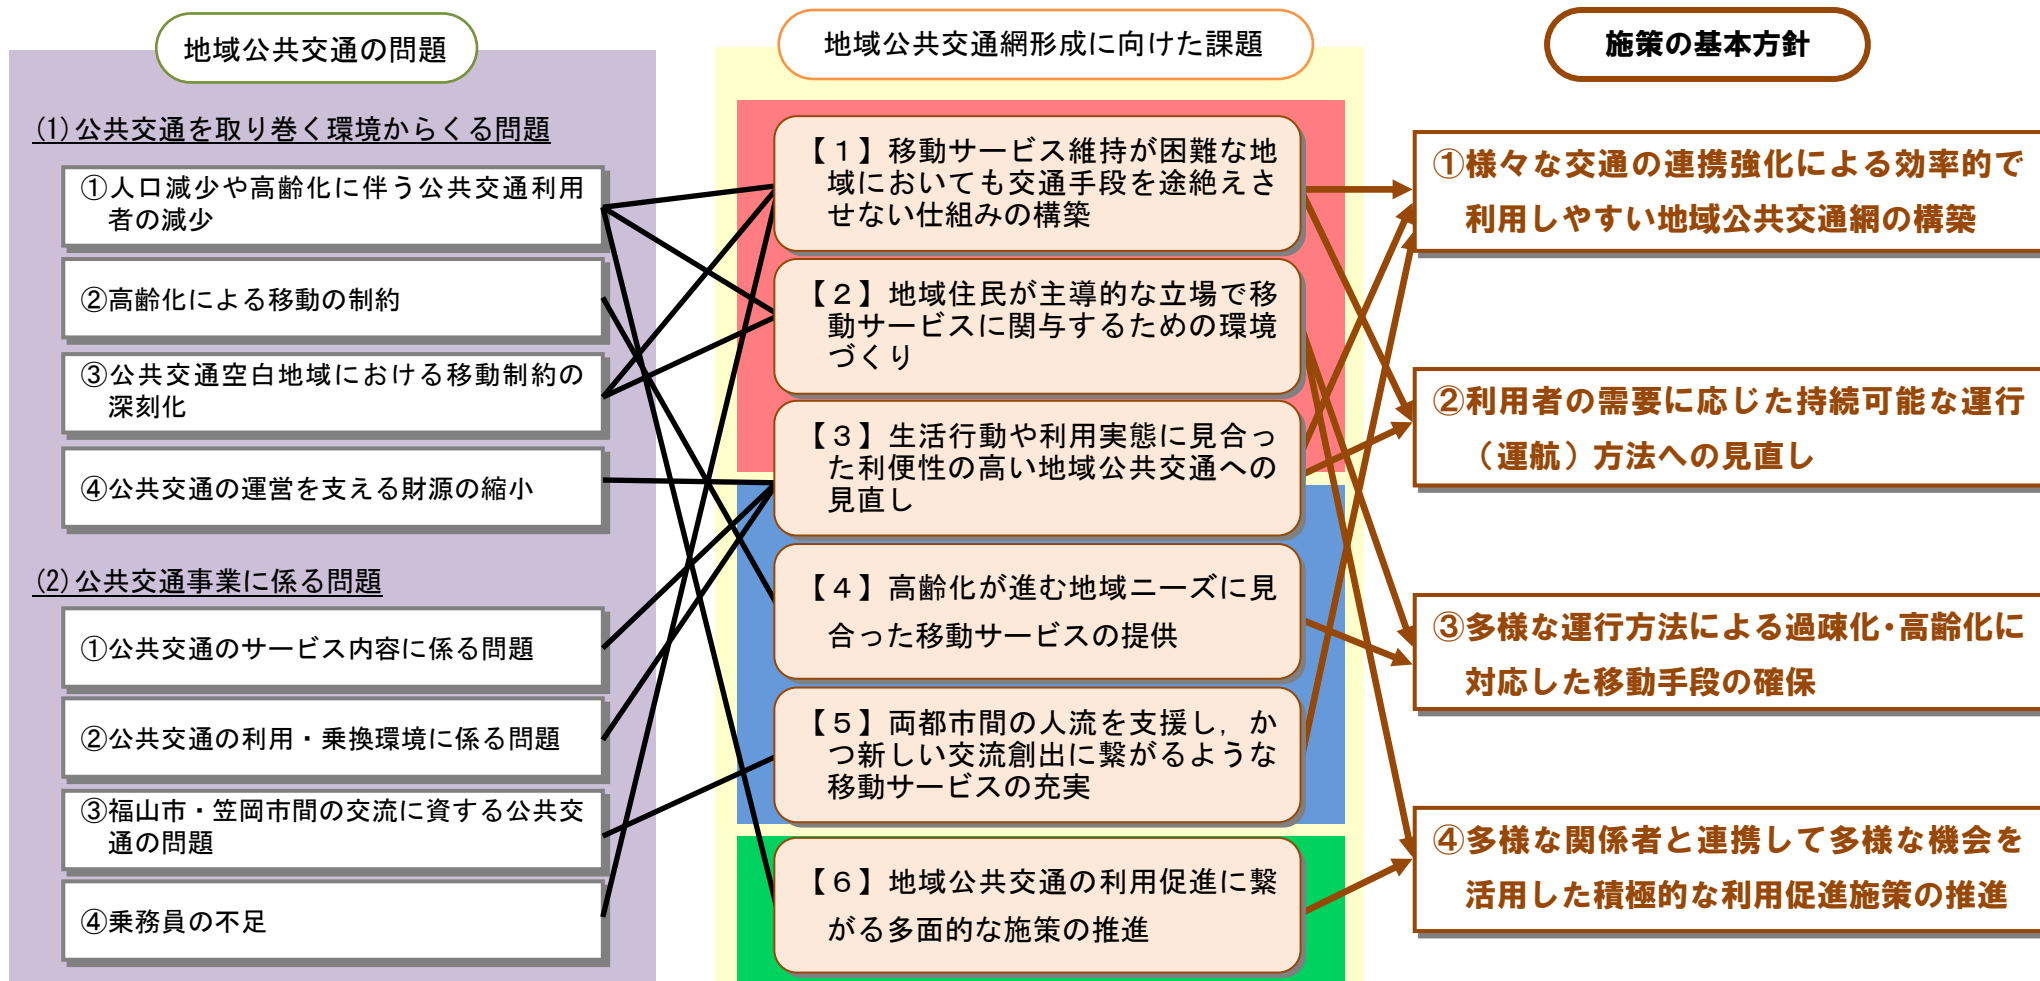 地域公共交通の問題
(1)公共交通を取り巻く環境からくる問題
①人口減少や高齢化に伴う公共交通利用
者の減少
②高齢化による移動の制約
③公共交通空白地域における移動制約の
深刻化
④公共交通の運営を支える財源の縮小
(2)公共交通事業に係る問題
①公共交通のサービス内容に係る問題
②公共交通の利用・乗換環境に係る問題
③福山市・笠岡市間の交流に資する公共交
通の問題
④乗務員の不足
地域公共交通網形成に向けた課題
【１】移動サービス維持が困難な地
域においても交通手段を途絶えさ
せない仕組みの構築
【２】地域住民が主導的な立場で移
動サービスに関与するための環境
づくり
【３】生活行動や利用実態に見合っ
た利便性の高い地域公共交通への
見直し
【４】高齢化が進む地域ニーズに見
合った移動サービスの提供
【５】両都市間の人流を支援し，か
つ新しい交流創出に繋がるような
移動サービスの充実
【６】地域公共交通の利用促進に繋
がる多面的な施策の推進
施策の基本方針
①様々な交通の連携強化による効率的で
利用しやすい地域公共交通網の構築
②利用者の需要に応じた持続可能な運行
（運航）方法への見直し
③多様な運行方法による過疎化・高齢化に
対応した移動手段の確保
④多様な関係者と連携して多様な機会を
活用した積極的な利用促進施策の推進